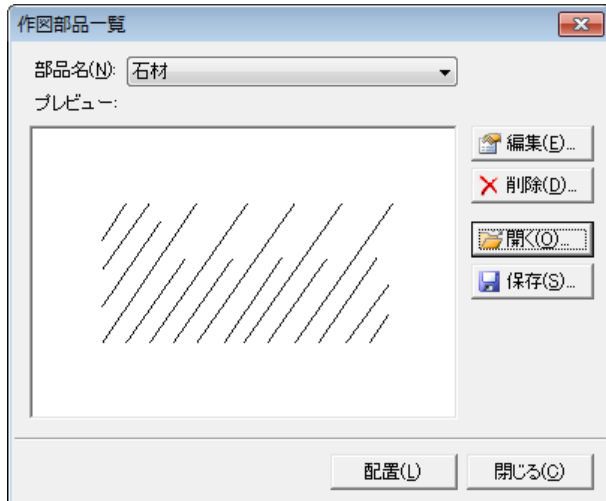 作図部品一覧
部品名(N): 石材
プレビュー:
編集(E)...
削除(D)...
開く(O)...
保存(S)...
配置(L)
閉じる(C)